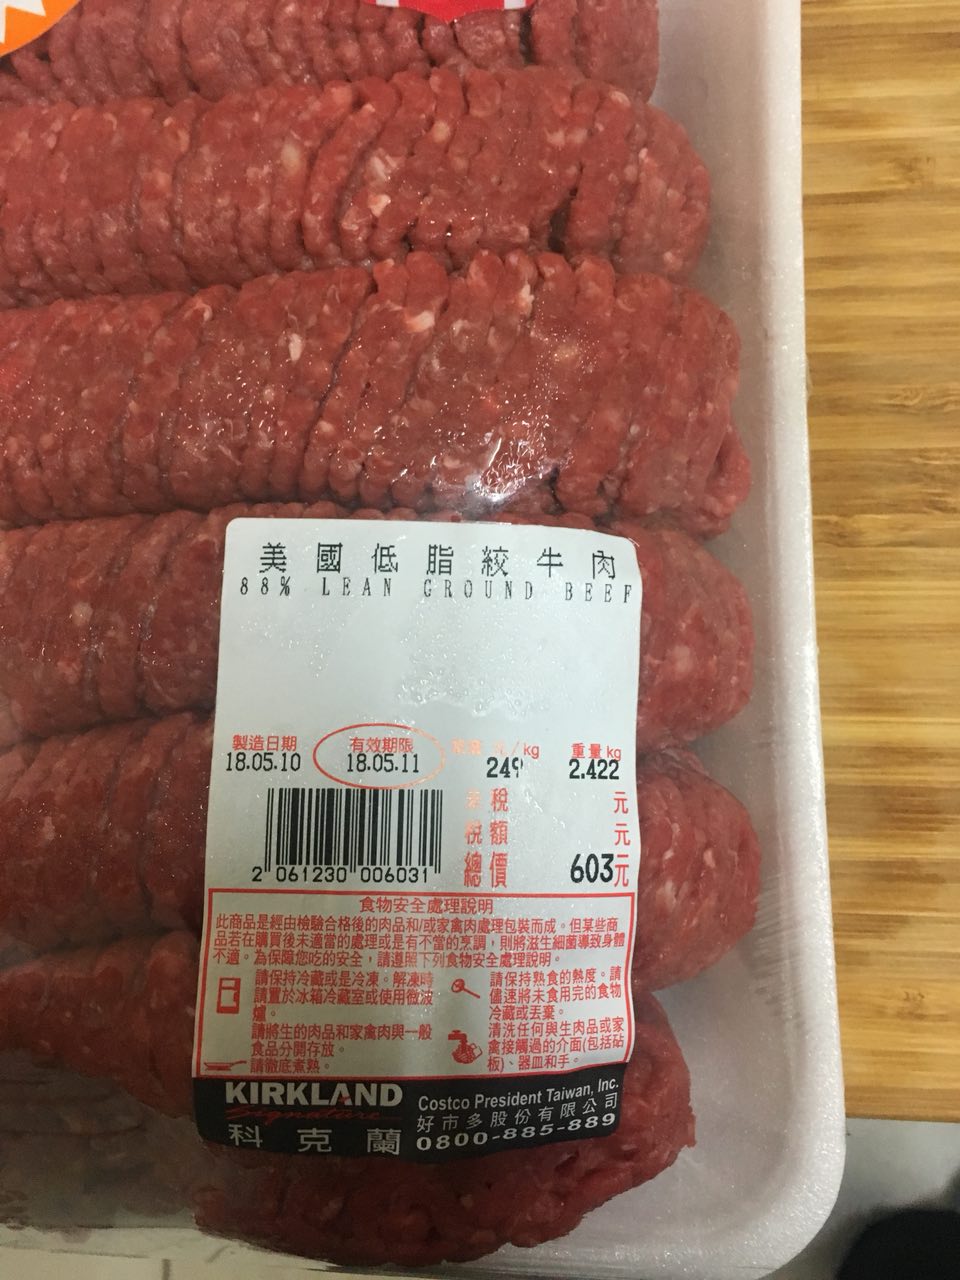 美國低脂絞牛肉
88% LEAN GROUND BEEF
製造日期 有效期限 元/kg 重量 kg
18.05.10 18.05.11 249 2.422
稅 元
稅額 元
總價 603元
2 061230 006031
食物安全處理說明
此商品是經由檢驗合格後的肉品和/或家禽肉處理包裝而成。但某些商
品若在購買後未適當的處理或是有不當的烹調，則將滋生細菌導致身體
不適。為保障您吃的安全，請遵照下列食物安全處理說明。
請保持冷藏或是冷凍。解凍時
請置於冰箱冷藏室或使用微波
爐。
請將生的肉品和家禽肉與一般
食品分開存放。
請徹底煮熟。
請保持熟食的熱度。請
儘速將未食用完的食物
冷藏或丟棄。
清洗任何與生肉品或家
禽接觸過的介面(包括砧
板)、器皿和手。
KIRKLAND
Signature
科克蘭
Costco President Taiwan, Inc.
好市多股份有限公司
0800-885-889